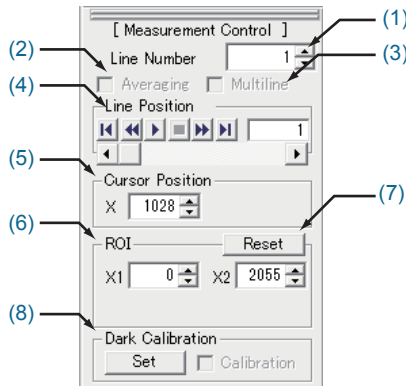 [ Measurement Control ]
(1)
Line Number 1
(2)
(3)
Averaging Multiline
(4)
Line Position
1
(5)
Cursor Position
X 1028
(6)
(7)
ROI Reset
X1 0 X2 2055
(8)
Dark Calibration
Set Calibration